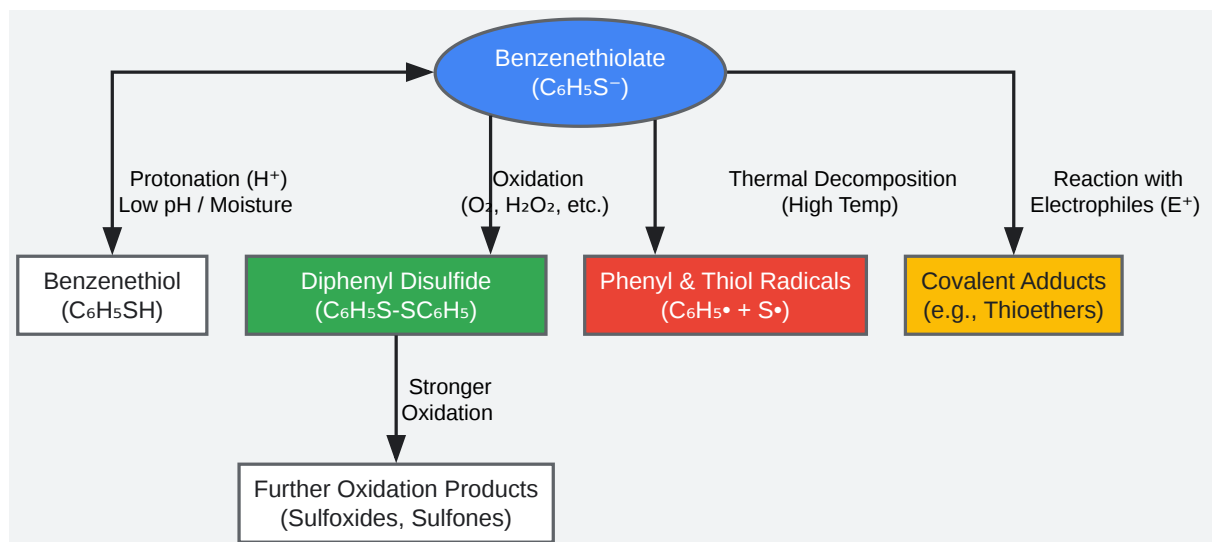 Benzenethiolate
(C₆H₅S⁻)
Protonation (H⁺)
Low pH / Moisture
Oxidation
(O₂, H₂O₂, etc.)
Thermal Decomposition
(High Temp)
Reaction with
Electrophiles (E⁺)
Benzenethiol
(C₆H₅SH)
Diphenyl Disulfide
(C₆H₅S-SC₆H₅)
Phenyl & Thiol Radicals
(C₆H₅• + S•)
Covalent Adducts
(e.g., Thioethers)
Stronger
Oxidation
Further Oxidation Products
(Sulfoxides, Sulfones)